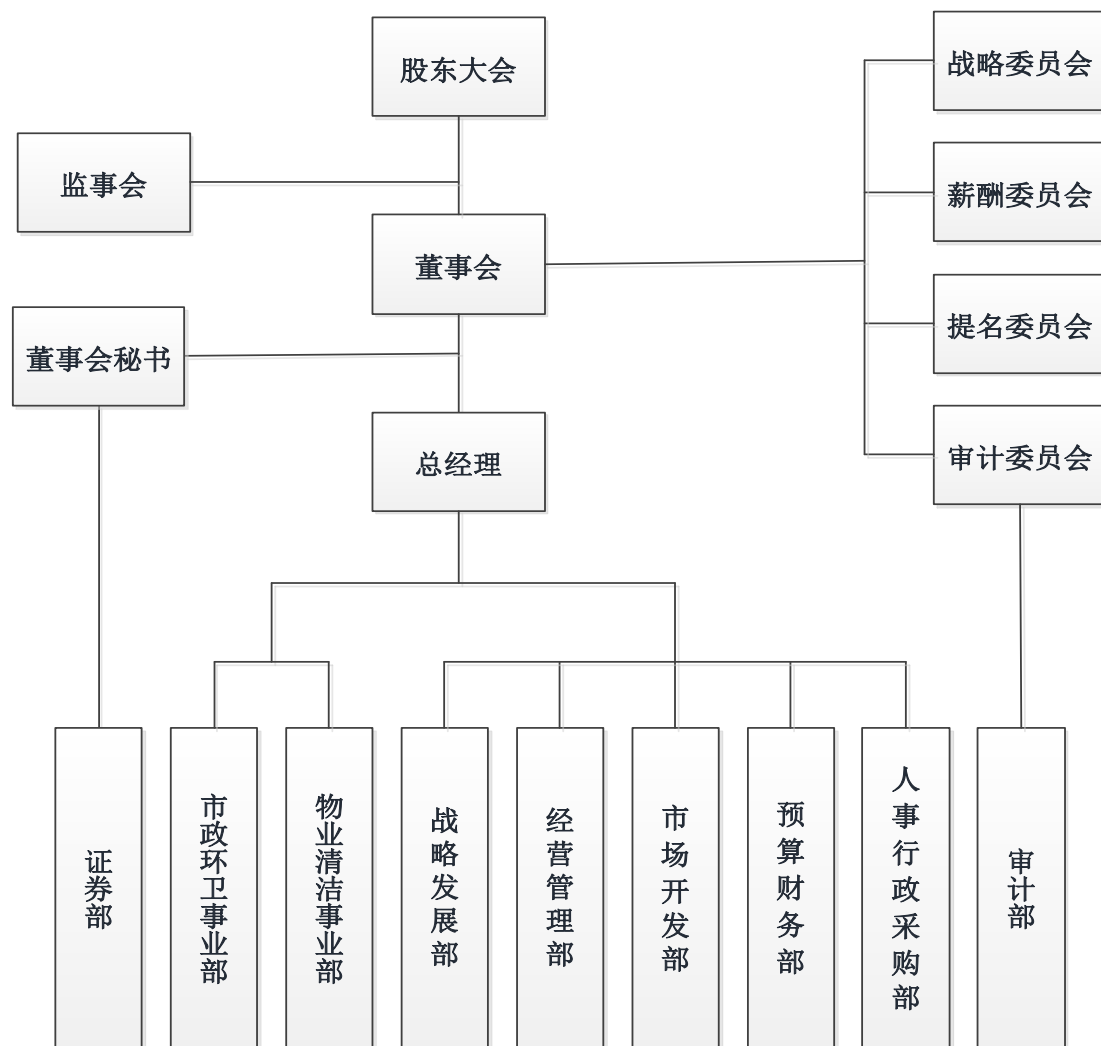 股东大会
战略委员会
监事会
薪酬委员会
董事会
提名委员会
董事会秘书
总经理
审计委员会
证券部
市政环卫事业部
物业清洁事业部
战略发展部
经营管理部
市场开发部
预算财务部
人事行政采购部
审计部